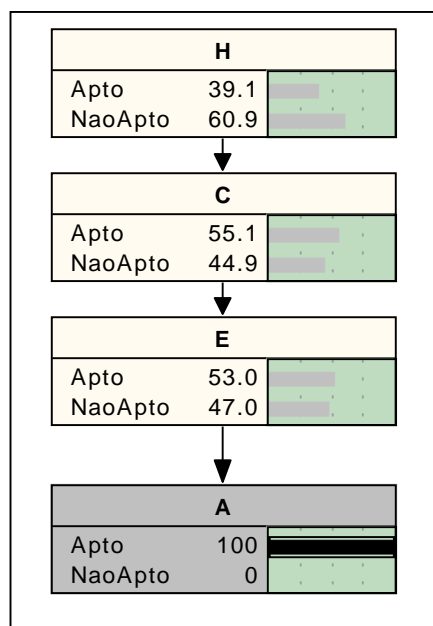 H
Apto 39.1
NaoApto 60.9
C
Apto 55.1
NaoApto 44.9
E
Apto 53.0
NaoApto 47.0
A
Apto 100
NaoApto 0